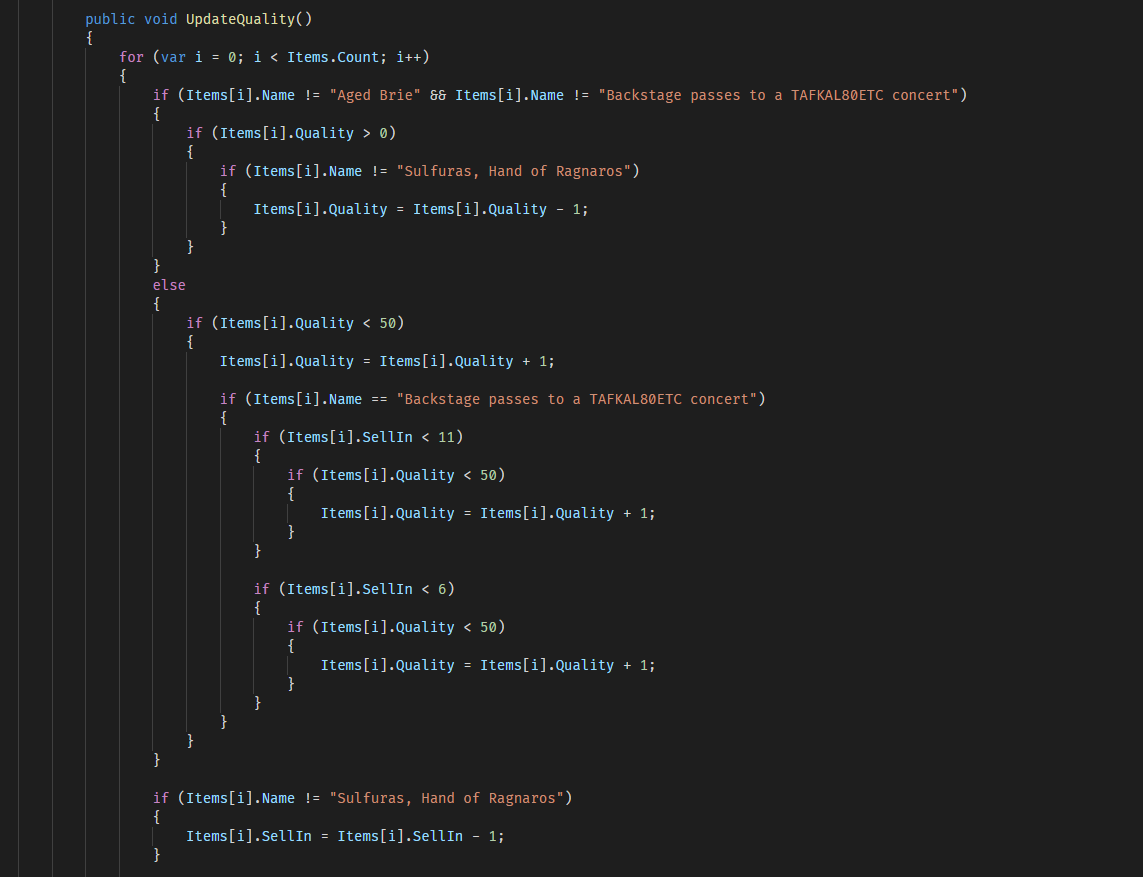 public void UpdateQuality()
{
for (var i = 0; i < Items.Count; i++)
{
if (Items[i].Name != "Aged Brie" && Items[i].Name != "Backstage passes to a TAFKAL80ETC concert")
{
if (Items[i].Quality > 0)
{
if (Items[i].Name != "Sulfuras, Hand of Ragnaros")
{
Items[i].Quality = Items[i].Quality - 1;
}
}
}
else
{
if (Items[i].Quality < 50)
{
Items[i].Quality = Items[i].Quality + 1;
if (Items[i].Name == "Backstage passes to a TAFKAL80ETC concert")
{
if (Items[i].SellIn < 11)
{
if (Items[i].Quality < 50)
{
Items[i].Quality = Items[i].Quality + 1;
}
}
if (Items[i].SellIn < 6)
{
if (Items[i].Quality < 50)
{
Items[i].Quality = Items[i].Quality + 1;
}
}
}
}
}
if (Items[i].Name != "Sulfuras, Hand of Ragnaros")
{
Items[i].SellIn = Items[i].SellIn - 1;
}